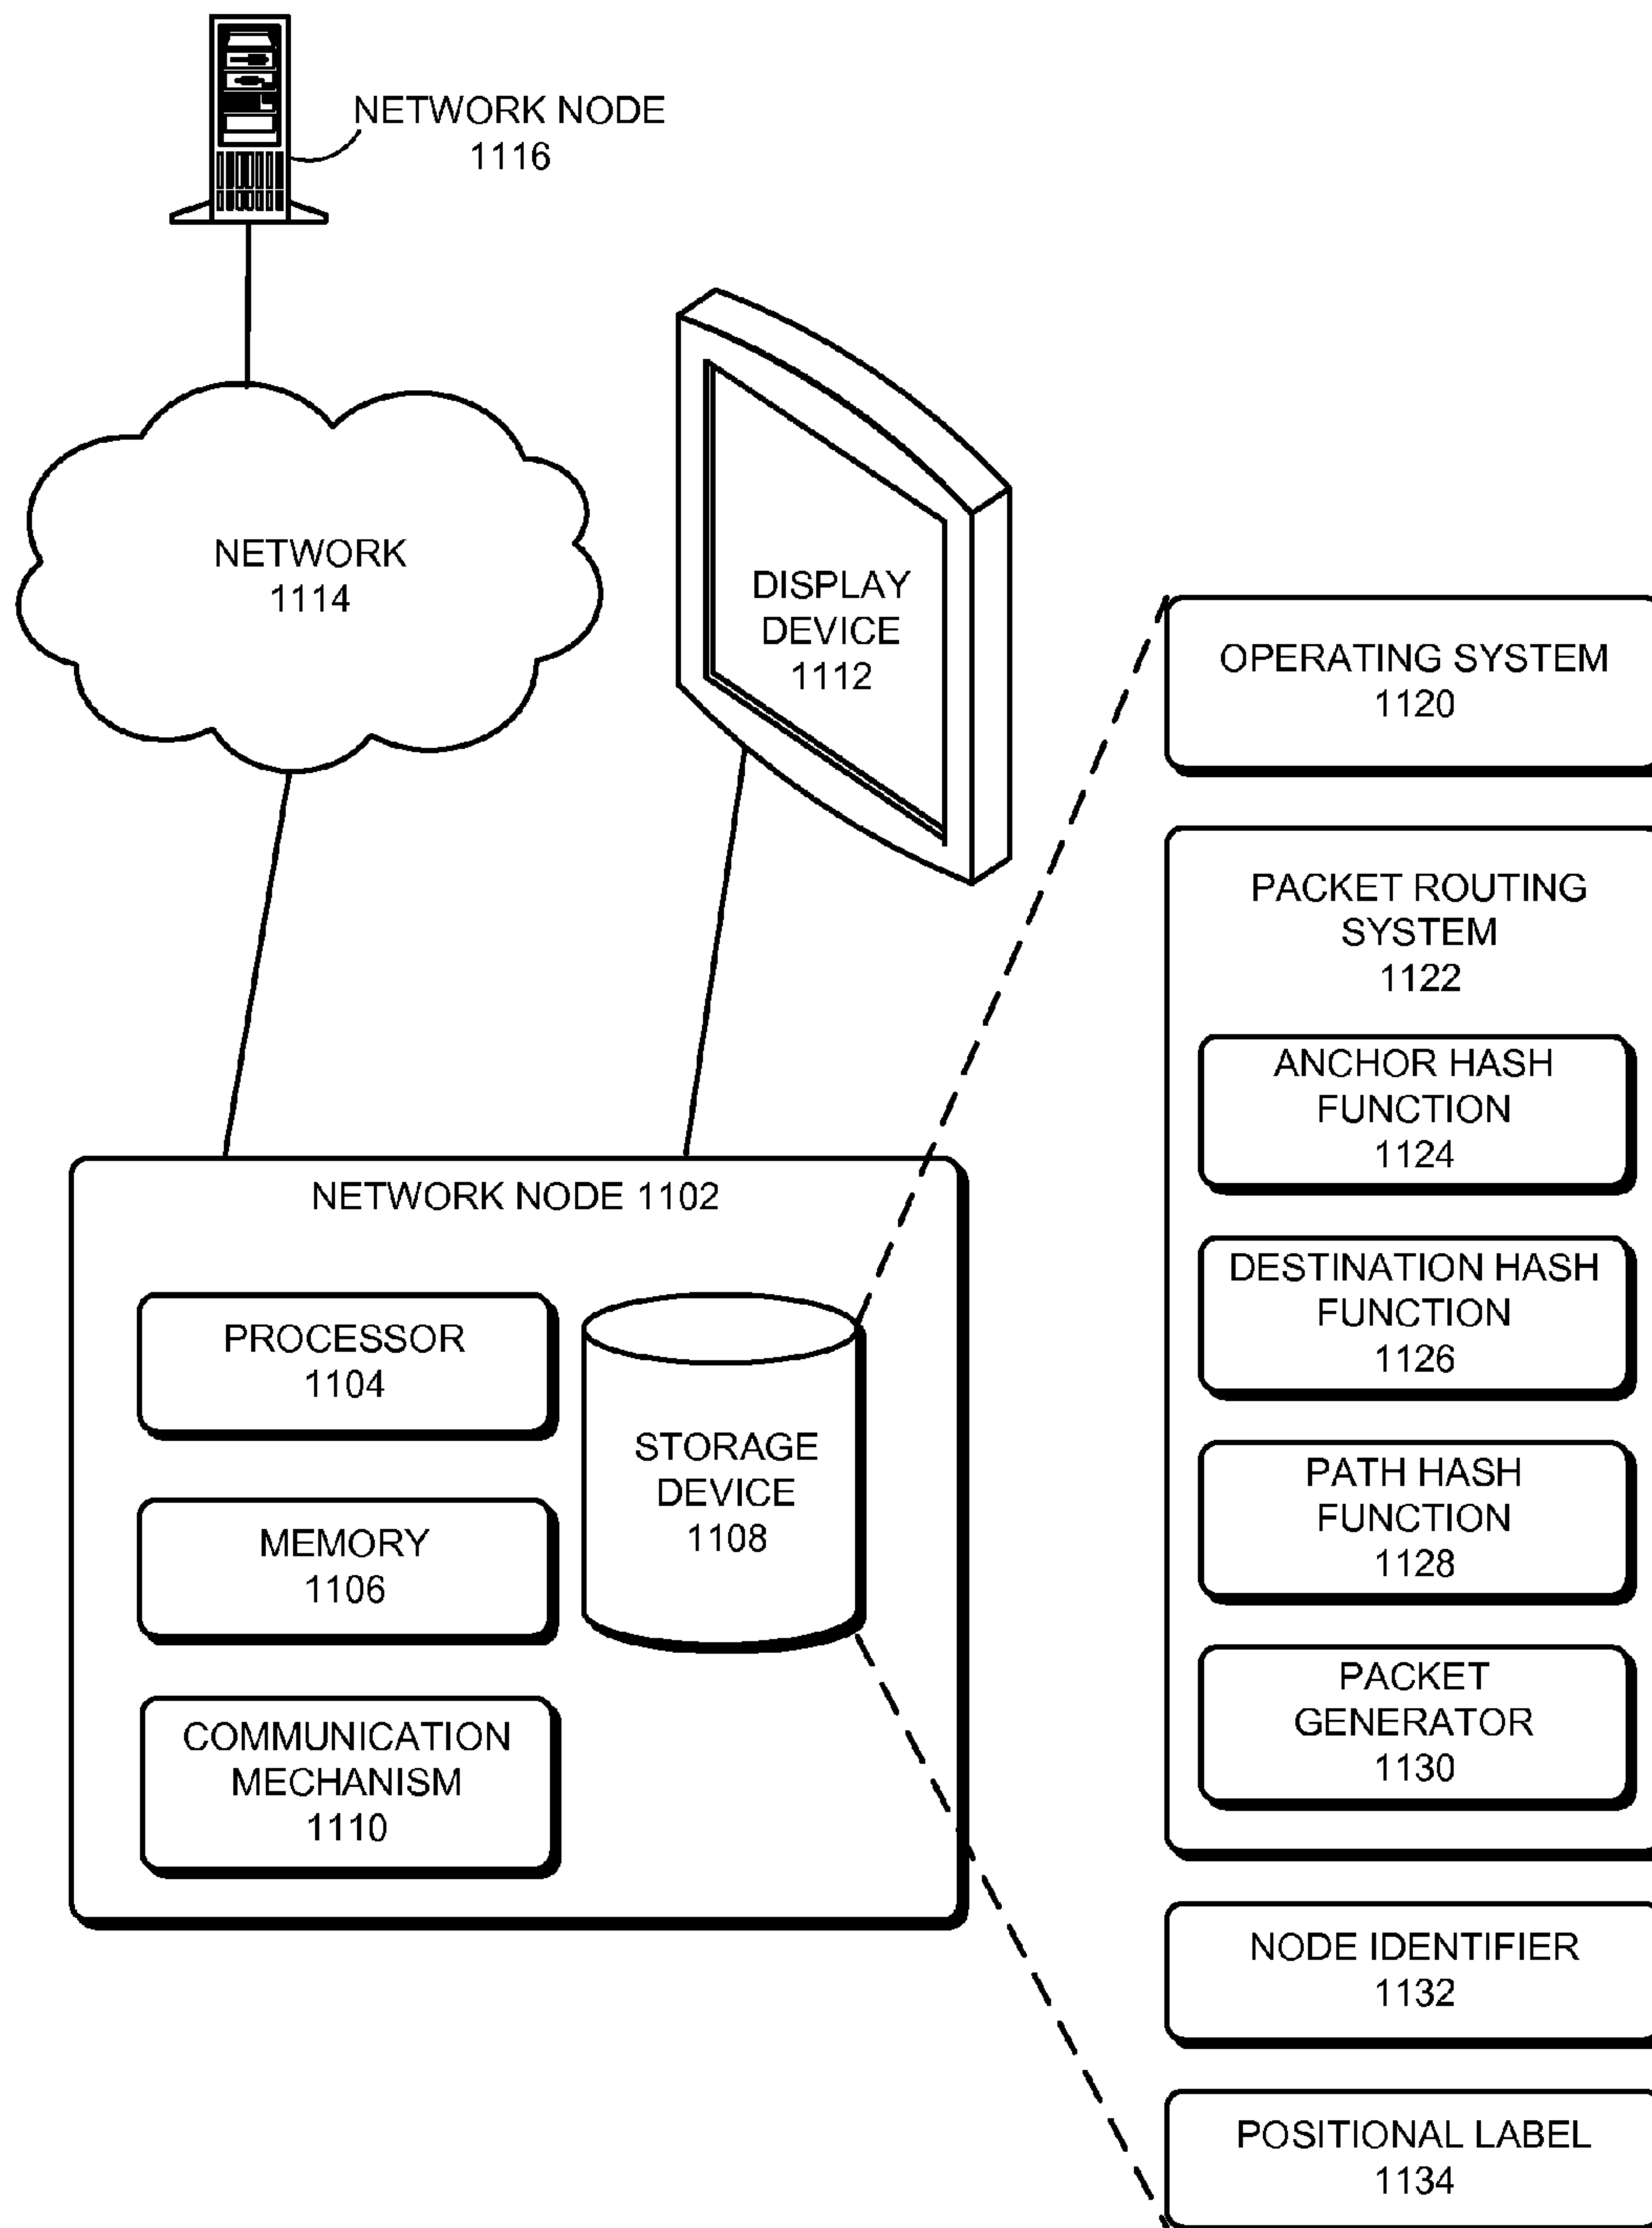 NETWORK NODE
1116
NETWORK
1114
DISPLAY
DEVICE
1112
NETWORK NODE 1102
PROCESSOR
1104
MEMORY
1106
COMMUNICATION
MECHANISM
1110
STORAGE
DEVICE
1108
OPERATING SYSTEM
1120
PACKET ROUTING
SYSTEM
1122
ANCHOR HASH
FUNCTION
1124
DESTINATION HASH
FUNCTION
1126
PATH HASH
FUNCTION
1128
PACKET
GENERATOR
1130
NODE IDENTIFIER
1132
POSITIONAL LABEL
1134